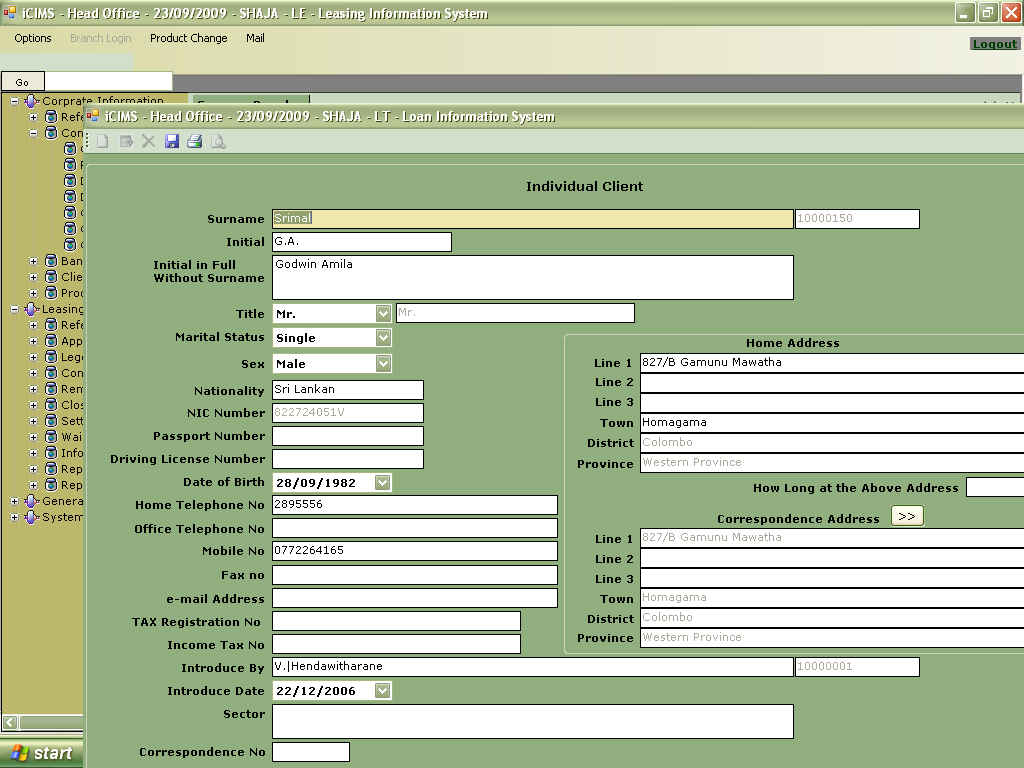 iCIMS - Head Office - 23/09/2009 - SHAJA - LE - Leasing Information System
Options Branch Login Product Change Mail
Logout
Go
Corprate Information
iCIMS - Head Office - 23/09/2009 - SHAJA - LT - Loan Information System
Refe
Con
Ban
Clie
Proc
Leasing
Refe
App
Lega
Con
Rem
Clos
Sett
Wai
Info
Rep
Rep
Genera
System
start
Individual Client
Surname Srimal 10000150
Initial G.A.
Initial in Full
Without Surname Godwin Amila
Title Mr. Mr.
Marital Status Single
Sex Male
Nationality Sri Lankan
NIC Number 822724051V
Passport Number
Driving License Number
Date of Birth 28/09/1982
Home Telephone No 2895556
Office Telephone No
Mobile No 0772264165
Fax no
e-mail Address
TAX Registration No
Income Tax No
Introduce By V.|Hendawitharane 10000001
Introduce Date 22/12/2006
Sector
Correspondence No
Home Address
Line 1 827/B Gamunu Mawatha
Line 2
Line 3
Town Homagama
District Colombo
Province Western Province
How Long at the Above Address
Correspondence Address >>
Line 1 827/B Gamunu Mawatha
Line 2
Line 3
Town Homagama
District Colombo
Province Western Province